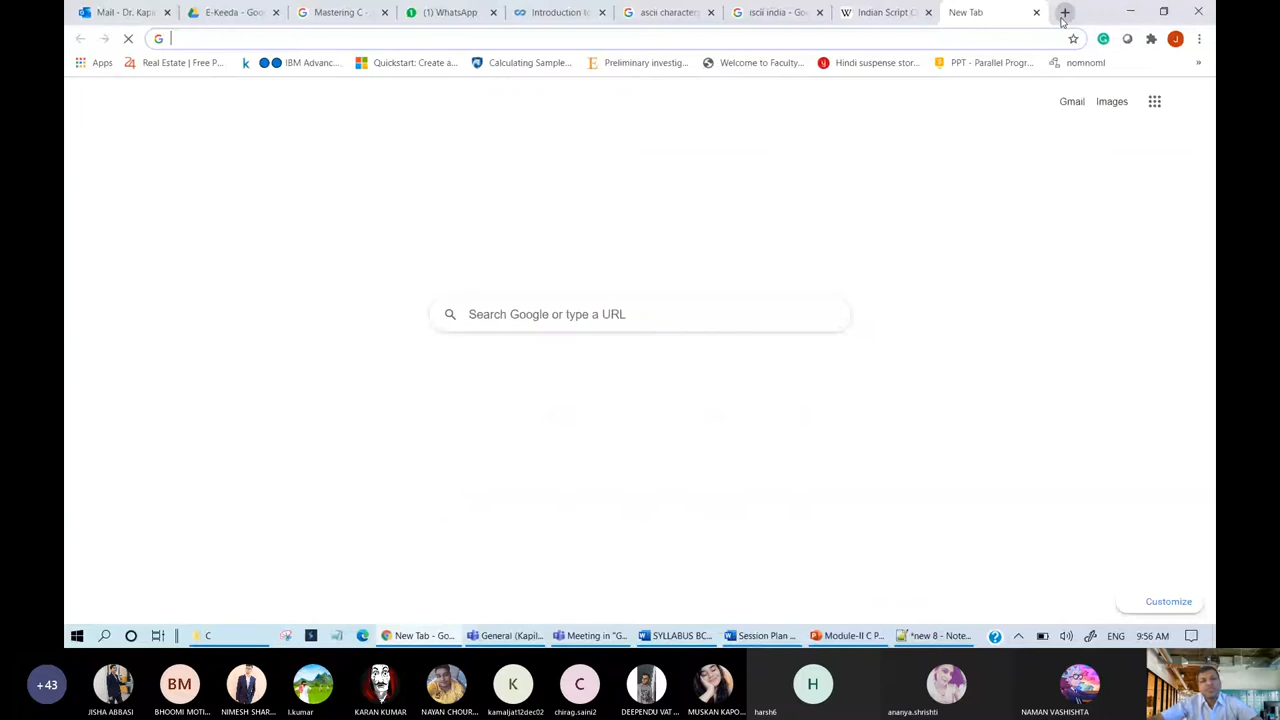 Mail - Dr. Kapil
E-Keeda - Goo
Mastering C -
(1) WhatsApp
Introduction to
ascii character
iscii india - Goo
Indian Script C
New Tab
Apps
Real Estate | Free P...
IBM Advanc...
Quickstart: Create a...
Calculating Sample...
Preliminary investig...
Welcome to Faculty...
Hindi suspense stor...
PPT - Parallel Progr...
nomnoml
»
J
Gmail
Images
Search Google or type a URL
Customize
C
New Tab - Go...
General (Kapil...
Meeting in "G...
SYLLABUS BC...
Session Plan ...
Module-II C P...
*new 8 - Note...
ENG
9:56 AM
+43
BM
K
C
H
JISHA ABBASI
BHOOMI MOTI...
NIMESH SHAR...
l.kumar
KARAN KUMAR
NAYAN CHOUR...
kamaljat12dec02
chirag.saini2
DEEPENDU VAT ...
MUSKAN KAPO...
harsh6
ananya.shrishti
NAMAN VASHISHTA